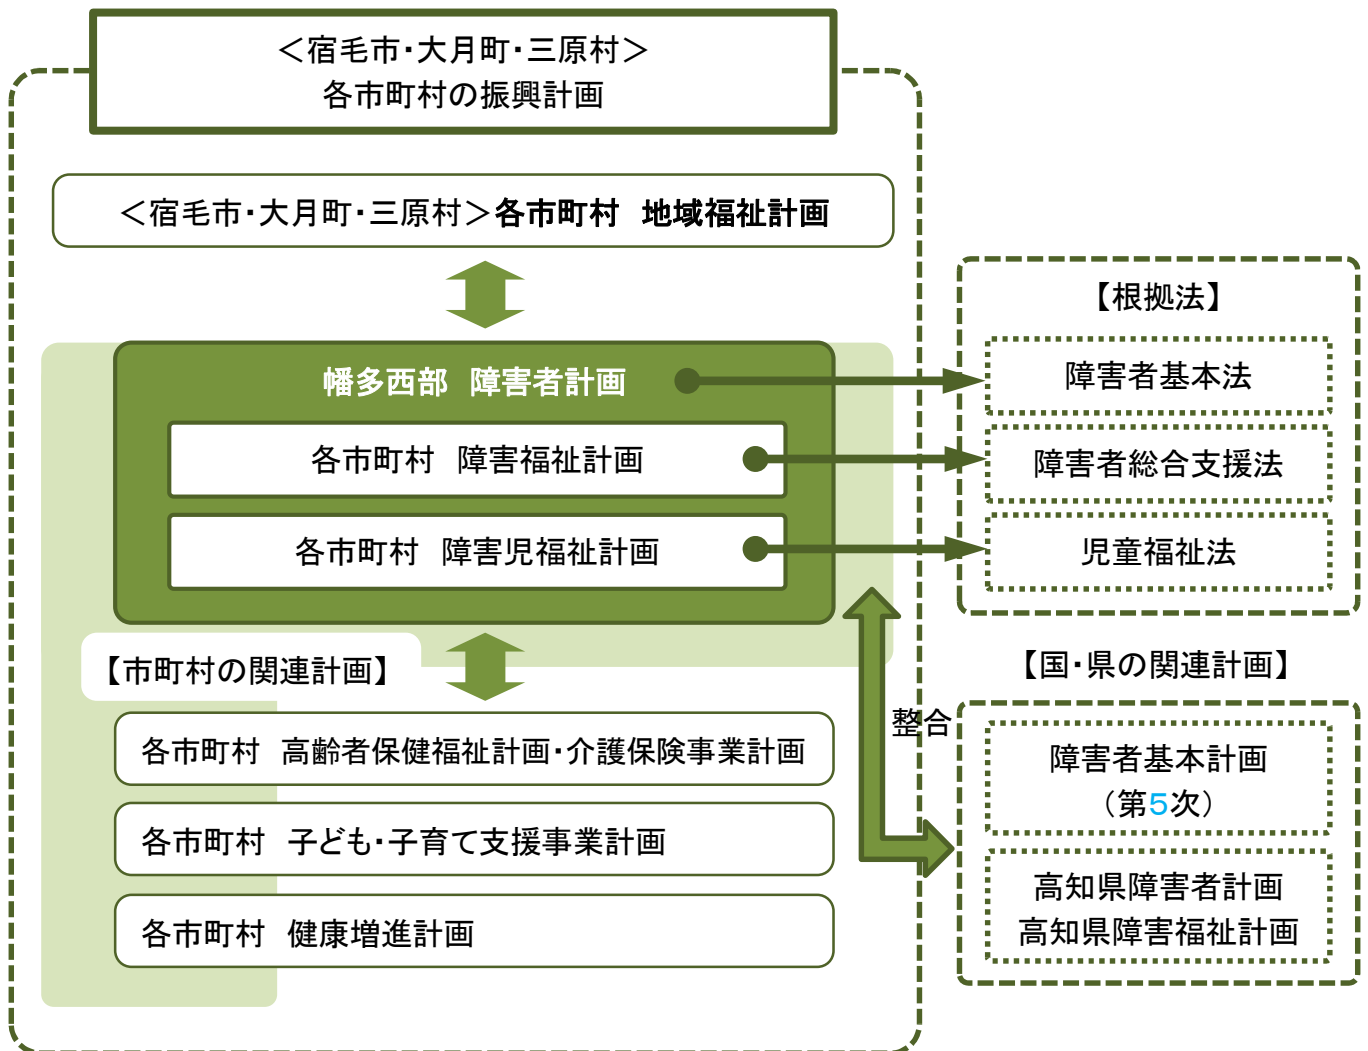 ＜宿毛市・大月町・三原村＞
各市町村の振興計画
＜宿毛市・大月町・三原村＞各市町村　地域福祉計画
幡多西部　障害者計画
各市町村　障害福祉計画
各市町村　障害児福祉計画
【根拠法】
障害者基本法
障害者総合支援法
児童福祉法
【市町村の関連計画】
各市町村　高齢者保健福祉計画・介護保険事業計画
各市町村　子ども・子育て支援事業計画
各市町村　健康増進計画
整合
【国・県の関連計画】
障害者基本計画
（第５次）
高知県障害者計画
高知県障害福祉計画